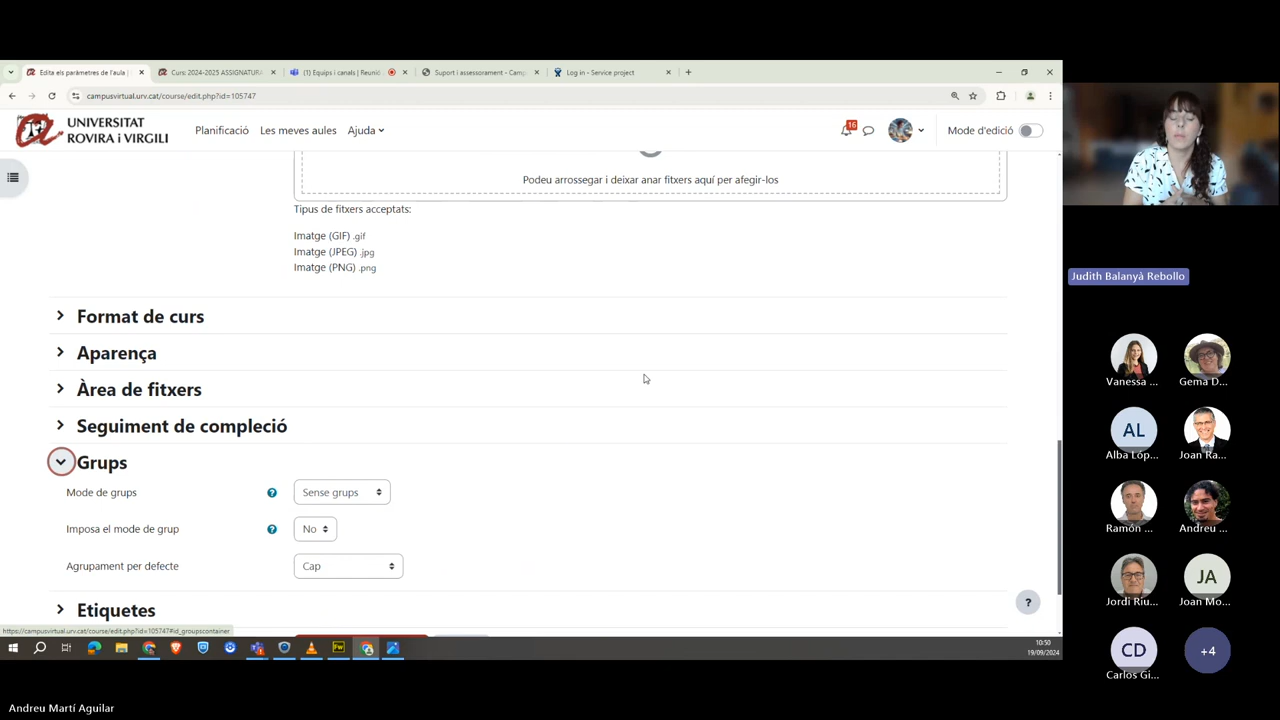 Edita els paràmetres de l'aula |
Curs: 2024-2025 ASSIGNATURA
(1) Equips i canals | Reunió
Suport i assessorament - Camp
Log in - Service project
campusvirtual.urv.cat/course/edit.php?id=105747
UNIVERSITAT
ROVIRA i VIRGILI
Planificació
Les meves aules
Ajuda
16
Mode d'edició
Podeu arrossegar i deixar anar fitxers aquí per afegir-los
Tipus de fitxers acceptats:
Imatge (GIF) .gif
Imatge (JPEG) .jpg
Imatge (PNG) .png
Format de curs
Aparença
Àrea de fitxers
Seguiment de compleció
Grups
Mode de grups ? Sense grups
Imposa el mode de grup ? No
Agrupament per defecte Cap
Etiquetes
?
https://campusvirtual.urv.cat/course/edit.php?id=105747#id_groupscontainer
Fw
10:50
19/09/2024
Judith Balanyà Rebollo
Vanessa ...
Gema D...
AL
Alba Lóp...
Joan Ra...
Ramón ...
Andreu ...
Jordi Riu...
JA
Joan Mo...
CD
Carlos Gi...
+4
Andreu Martí Aguilar